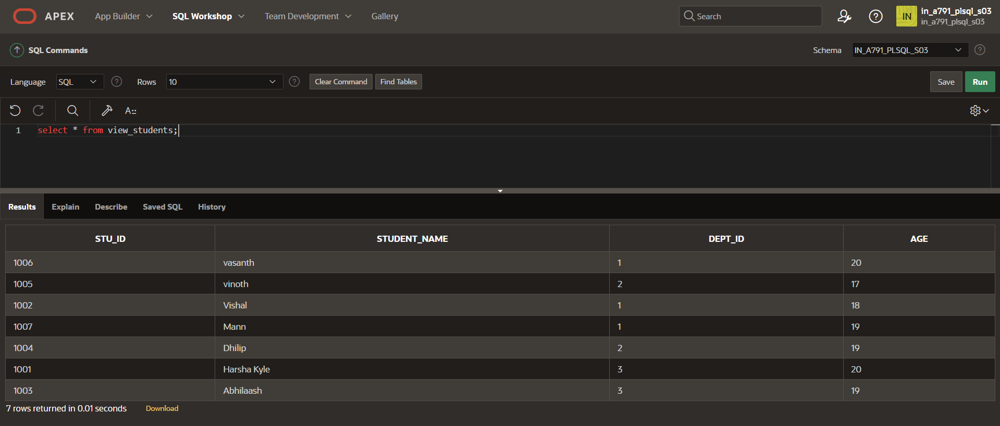 APEX App Builder SQL Workshop Team Development Gallery Search IN in_a791_plsql_s03
in_a791_plsql_s03
SQL Commands Schema IN_A791_PLSQL_S03
Language SQL Rows 10 Clear Command Find Tables Save Run
A::
1 select * from view_students;
Results Explain Describe Saved SQL History
STU_ID STUDENT_NAME DEPT_ID AGE
1006 vasanth 1 20
1005 vinoth 2 17
1002 Vishal 1 18
1007 Mann 1 19
1004 Dhilip 2 19
1001 Harsha Kyle 3 20
1003 Abhilaash 3 19
7 rows returned in 0.01 seconds Download